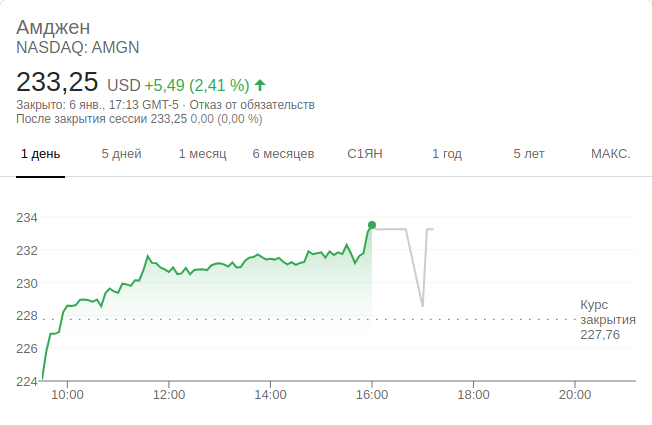 Амджен
NASDAQ: AMGN
233,25 USD +5,49 (2,41 %)
Закрыто: 6 янв., 17:13 GMT-5 · Отказ от обязательств
После закрытия сессии 233,25 0,00 (0,00 %)
1 день 5 дней 1 месяц 6 месяцев С1ЯН 1 год 5 лет МАКС.
234
232
230
228
226
224
Курс
закрытия
227,76
10:00 12:00 14:00 16:00 18:00 20:00